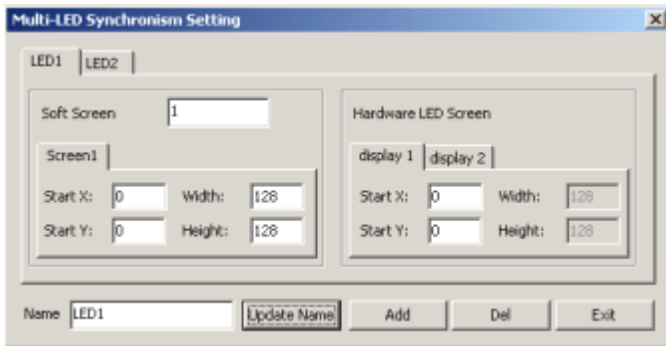 Multi-LED Synchronism Setting
LED1 LED2
Soft Screen 1 Hardware LED Screen
Screen1 display 1 display 2
Start X: 0 Width: 128 Start X: 0 Width: 128
Start Y: 0 Height: 128 Start Y: 0 Height: 128
Name LED1 Update Name Add Del Exit